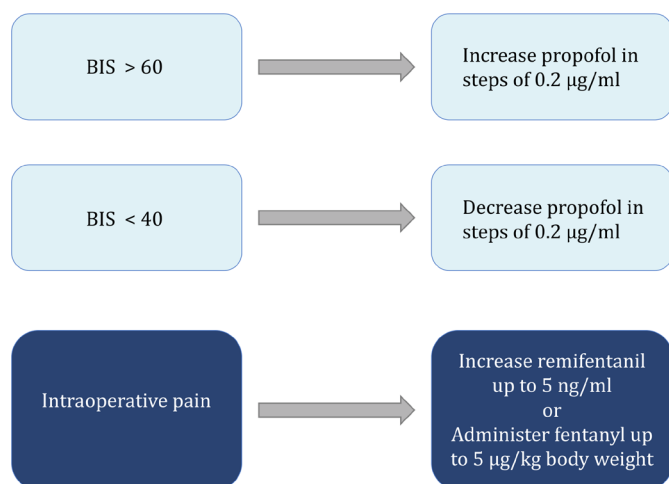 BIS > 60
Increase propofol in
steps of 0.2 µg/ml
BIS < 40
Decrease propofol in
steps of 0.2 µg/ml
Intraoperative pain
Increase remifentanil
up to 5 ng/ml
or
Administer fentanyl up
to 5 µg/kg body weight